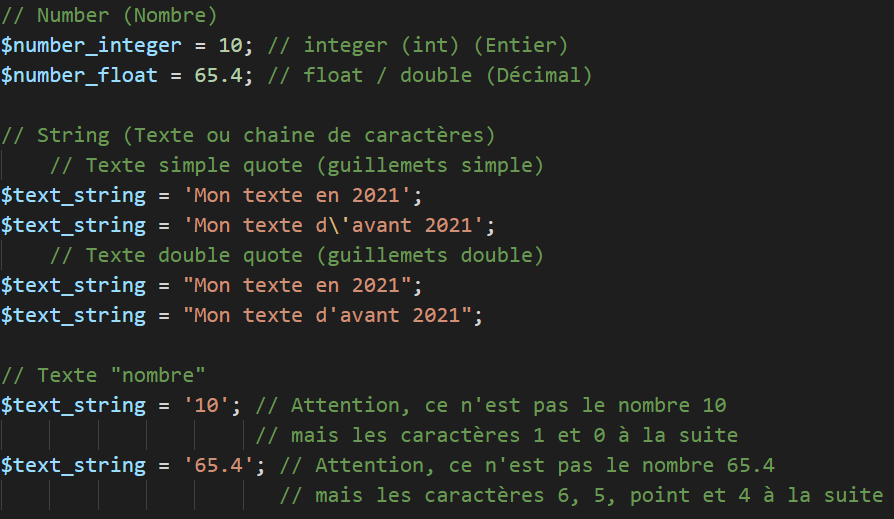 // Number (Nombre)
$number_integer = 10; // integer (int) (Entier)
$number_float = 65.4; // float / double (Décimal)
// String (Texte ou chaine de caractères)
// Texte simple quote (guillemets simple)
$text_string = 'Mon texte en 2021';
$text_string = 'Mon texte d\'avant 2021';
// Texte double quote (guillemets double)
$text_string = "Mon texte en 2021";
$text_string = "Mon texte d'avant 2021";
// Texte "nombre"
$text_string = '10'; // Attention, ce n'est pas le nombre 10
// mais les caractères 1 et 0 à la suite
$text_string = '65.4'; // Attention, ce n'est pas le nombre 65.4
// mais les caractères 6, 5, point et 4 à la suite